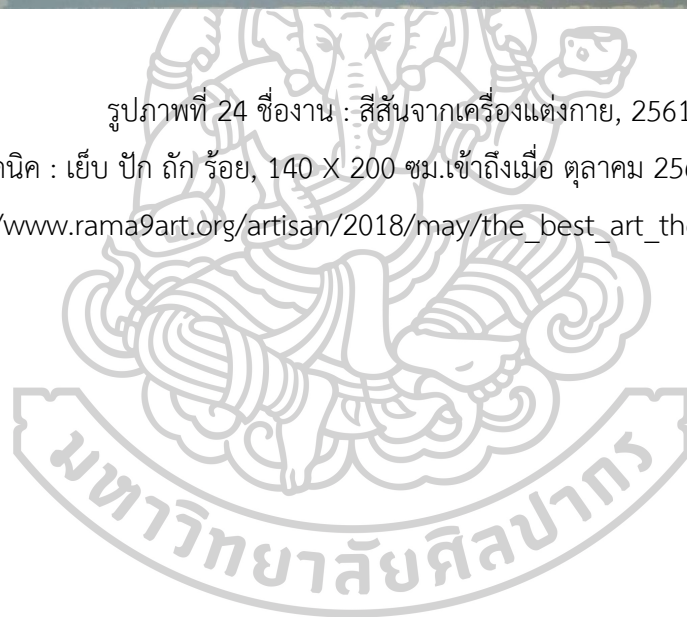 รูปภาพที่ 24 ชื่องาน : สีสันจากเครื่องแต่งกาย, 2561
: เย็บ ปัก ถัก ร้อย, 140 X 200 ซม.เข้าถึงเมื่อ ตุลาคม
/www.rama9art.org/artisan/2018/may/the_best_art_the
มหาวิทยาลัยศิลปากร